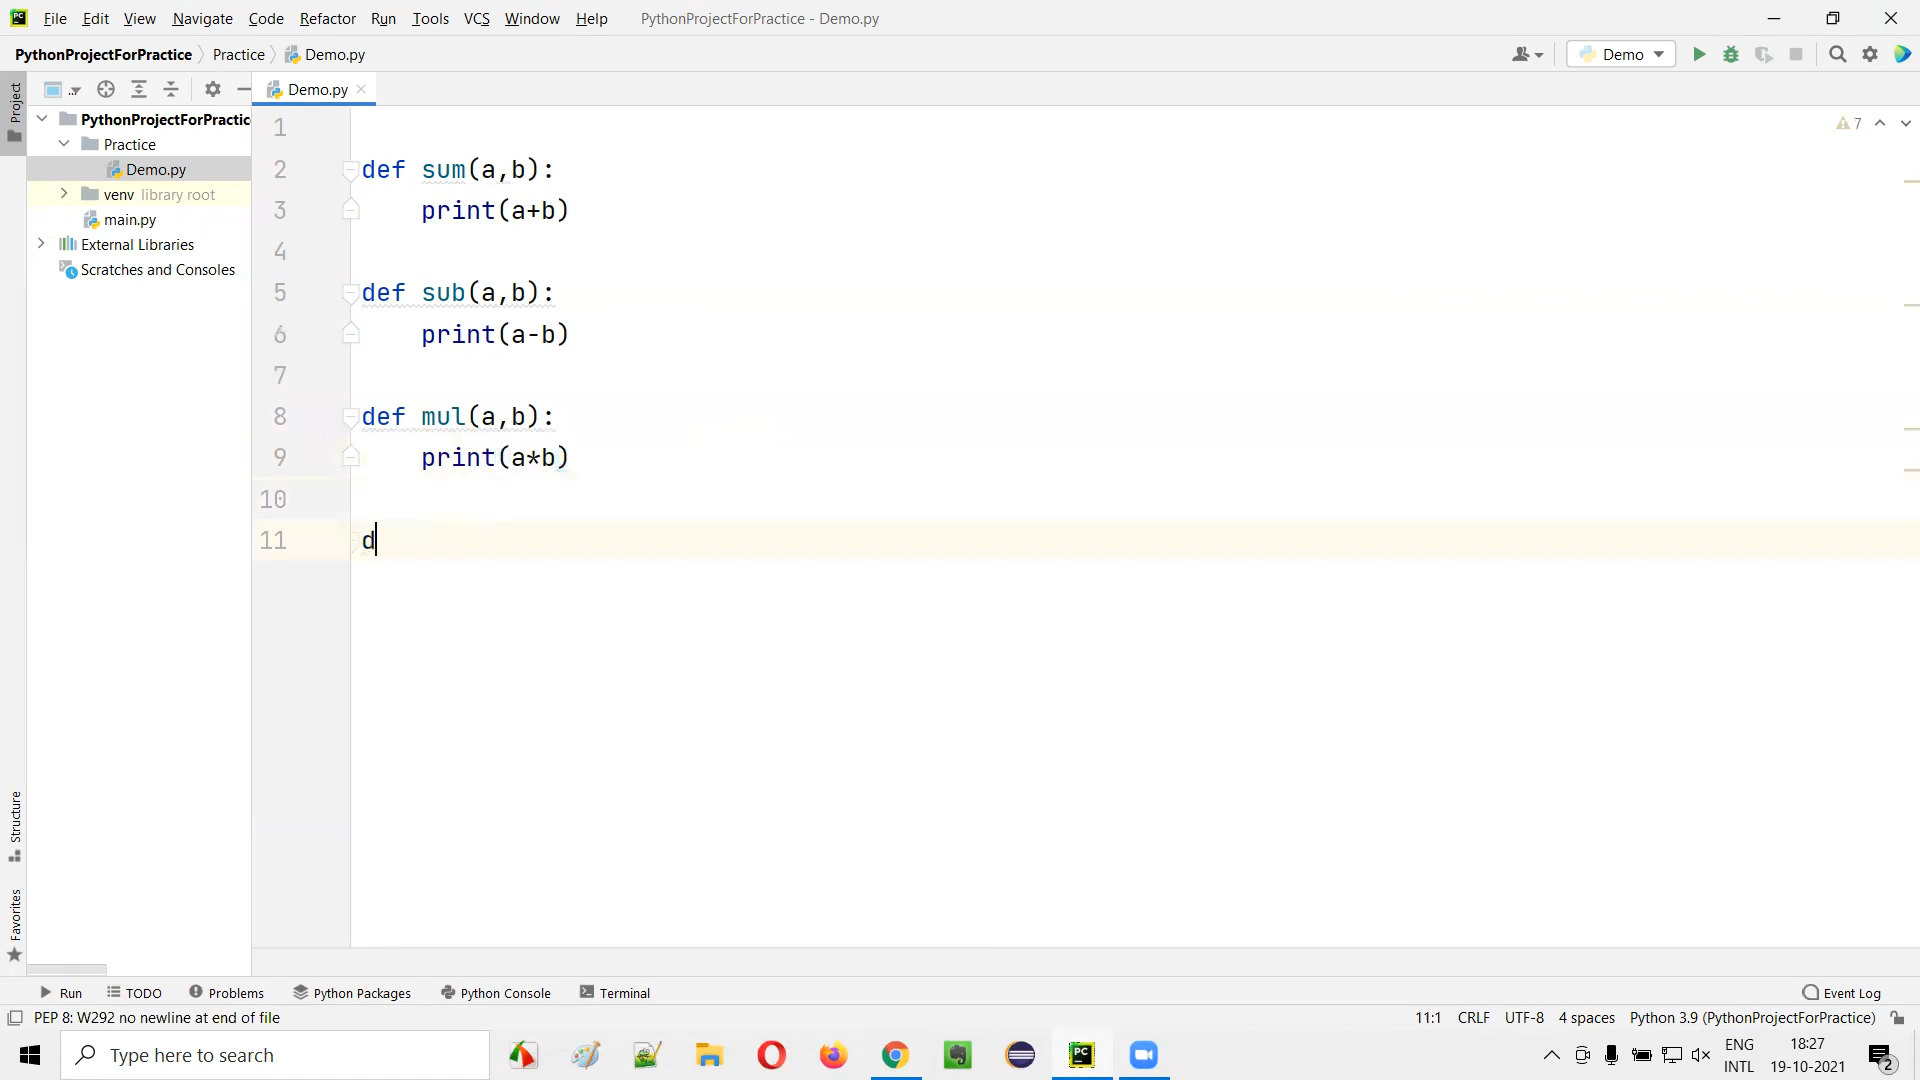 File Edit View Navigate Code Refactor Run Tools VCS Window Help PythonProjectForPractice - Demo.py
PythonProjectForPractice Practice Demo.py
Demo
Project
Demo.py
PythonProjectForPractic
Practice
Demo.py
venv library root
main.py
External Libraries
Scratches and Consoles
7
1
2 def sum(a,b):
3 print(a+b)
4
5 def sub(a,b):
6 print(a-b)
7
8 def mul(a,b):
9 print(a*b)
10
11 d
Structure
Favorites
Run TODO Problems Python Packages Python Console Terminal Event Log
PEP 8: W292 no newline at end of file 11:1 CRLF UTF-8 4 spaces Python 3.9 (PythonProjectForPractice)
Type here to search
PC
ENG
INTL
18:27
19-10-2021
2